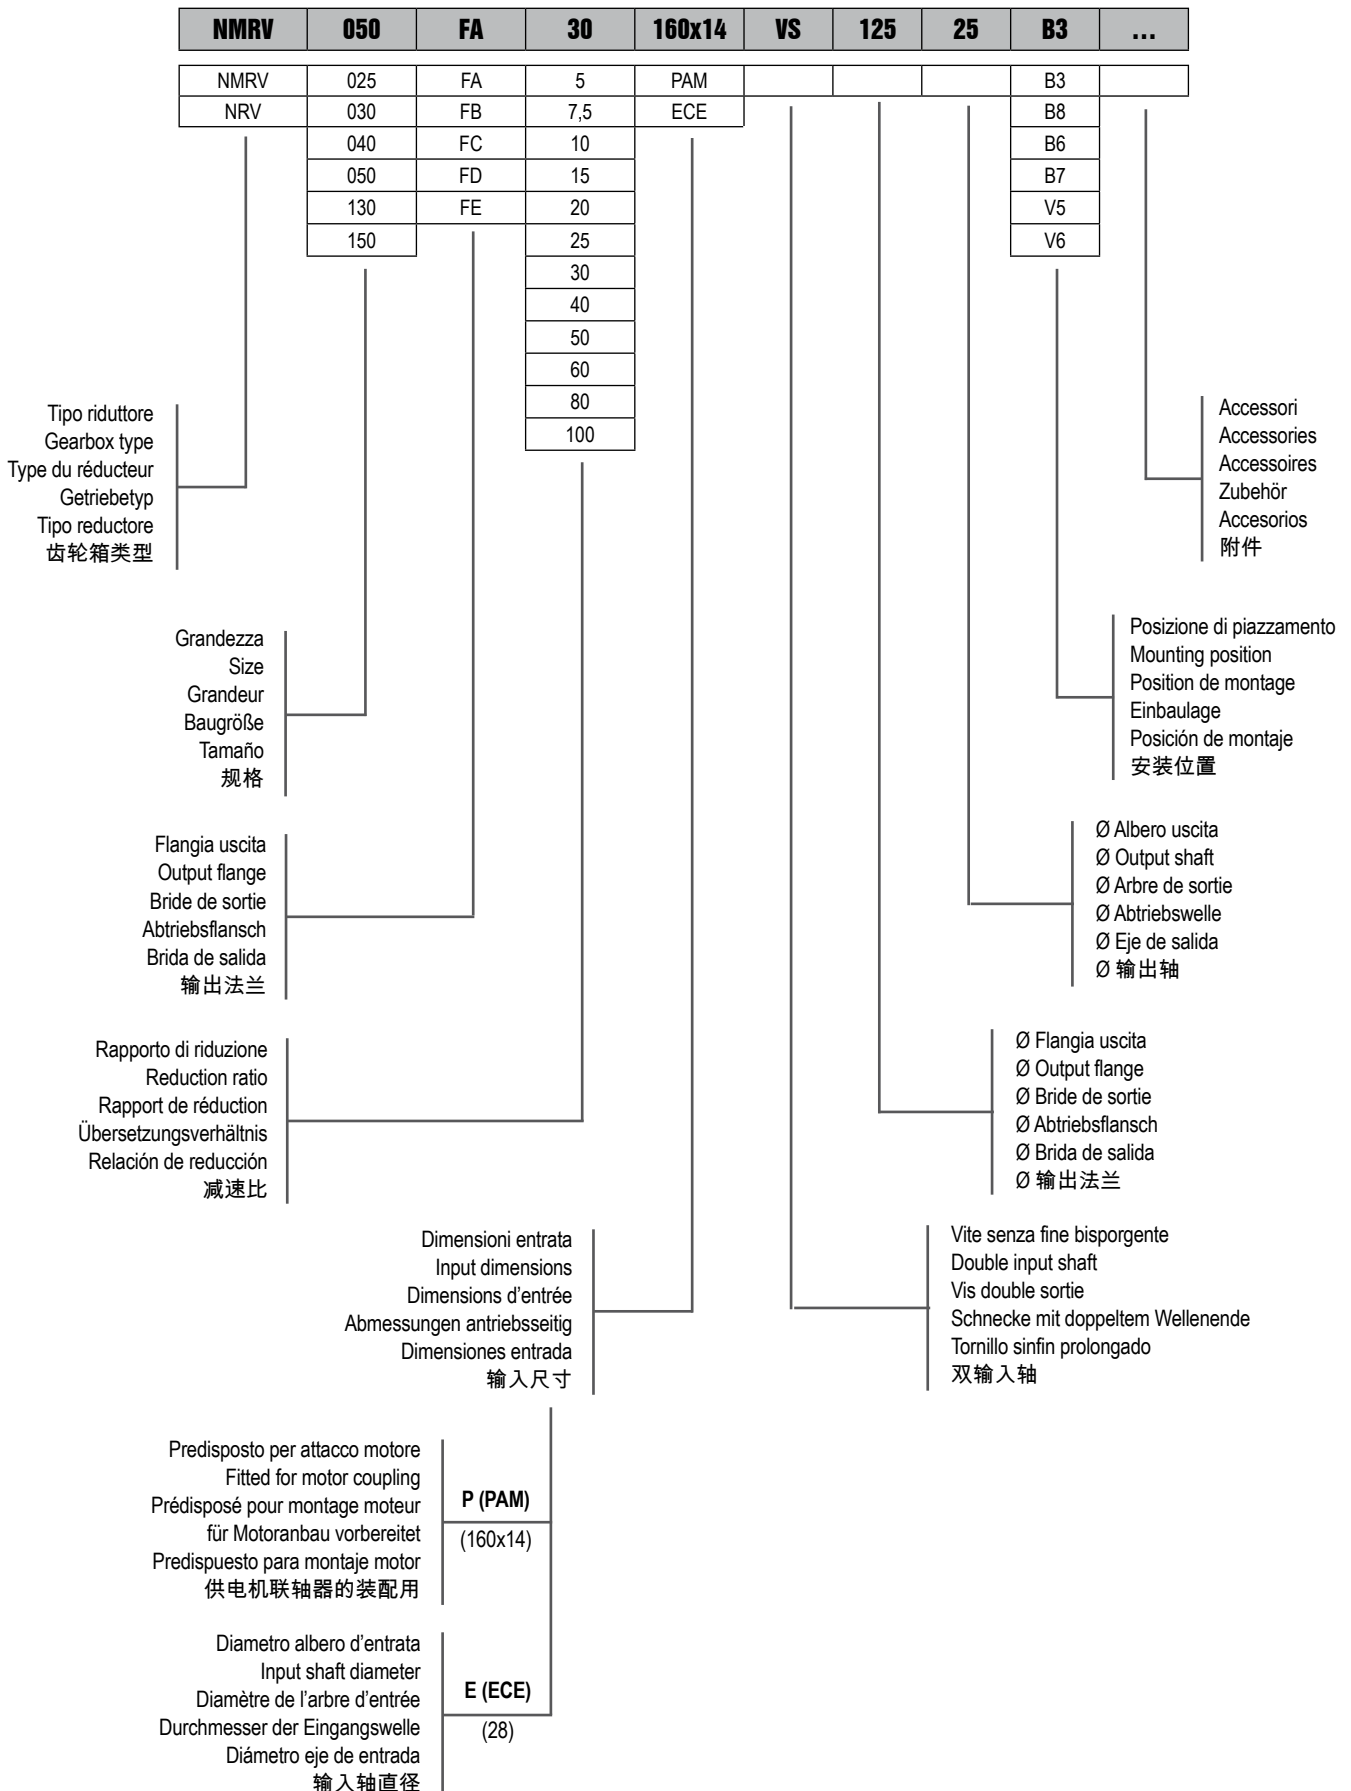 NMRV 050 FA 30 160x14 VS 125 25 B3 ...
NMRV 025 FA 5 PAM B3
NRV 030 FB 7,5 ECE B8
040 FC 10 B6
050 FD 15 B7
130 FE 20 V5
150 25 V6
30
40
50
60
80
100
Tipo riduttore
Gearbox type
Type du réducteur
Getriebetyp
Tipo reductore
齿轮箱类型
Accessori
Accessories
Accessoires
Zubehör
Accesorios
附件
Grandezza
Size
Grandeur
Baugröße
Tamaño
规格
Posizione di piazzamento
Mounting position
Position de montage
Einbaulage
Posición de montaje
安装位置
Flangia uscita
Output flange
Bride de sortie
Abtriebsflansch
Brida de salida
输出法兰
Ø Albero uscita
Ø Output shaft
Ø Arbre de sortie
Ø Abtriebswelle
Ø Eje de salida
Ø 输出轴
Rapporto di riduzione
Reduction ratio
Rapport de réduction
Übersetzungsverhältnis
Relación de reducción
减速比
Ø Flangia uscita
Ø Output flange
Ø Bride de sortie
Ø Abtriebsflansch
Ø Brida de salida
Ø 输出法兰
Dimensioni entrata
Input dimensions
Dimensions d’entrée
Abmessungen antriebsseitig
Dimensiones entrada
输入尺寸
Vite senza fine bisporgente
Double input shaft
Vis double sortie
Schnecke mit doppeltem Wellenende
Tornillo sinfin prolongado
双输入轴
Predisposto per attacco motore
Fitted for motor coupling
Prédisposé pour montage moteur
für Motoranbau vorbereitet
Predispuesto para montaje motor
供电机联轴器的装配用
P (PAM)
(160x14)
Diametro albero d’entrata
Input shaft diameter
Diamètre de l’arbre d’entrée
Durchmesser der Eingangswelle
Diámetro eje de entrada
输入轴直径
E (ECE)
(28)